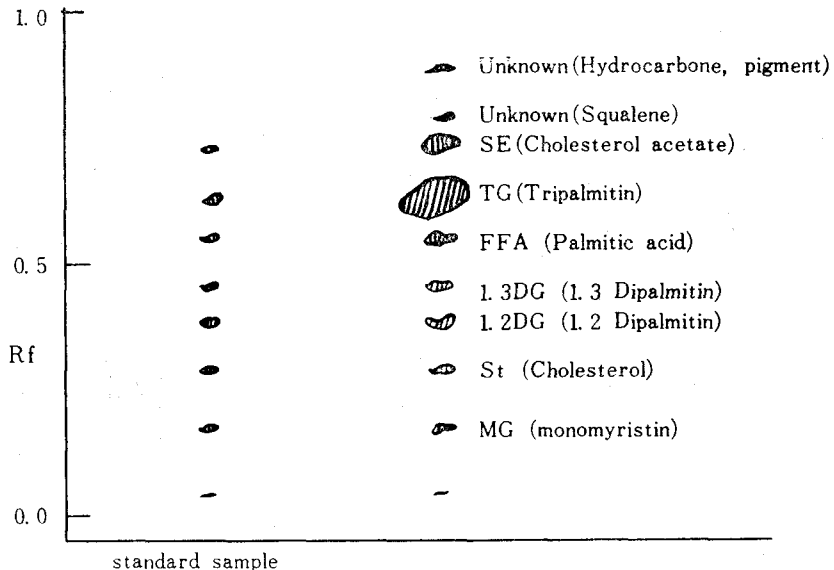 1.0
Unknown(Hydrocarbone, pigment)
Unknown(Squalene)
SE(Cholesterol acetate)
TG(Tripalmitin)
FFA (Palmitic acid)
0.5
1.3DG (1.3 Dipalmitin)
1.2DG (1.2 Dipalmitin)
Rf
St (Cholesterol)
MG (monomyristin)
0.0
standard sample